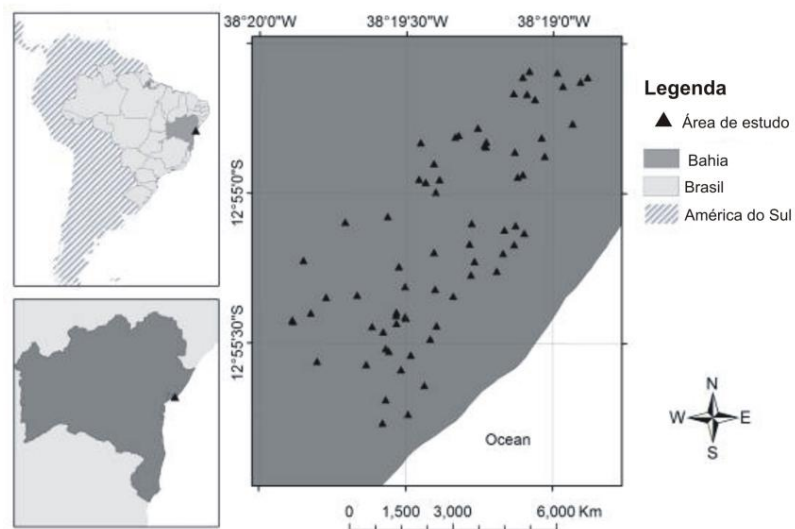 38°20'0"W 38°19'30"W 38°19'0"W
12°55'0"S
12°55'30"S
Ocean
0 1,500 3,000 6,000 Km
Legenda
Área de estudo
Bahia
Brasil
América do Sul
N
W E
S